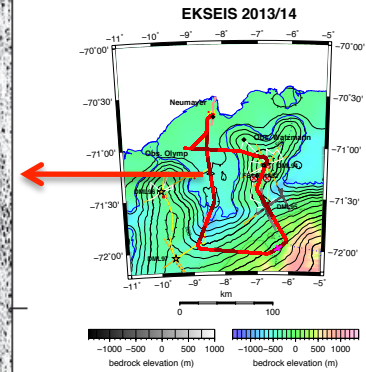 EKSEIS 2013/14
−11˚ −10˚ −9˚ −8˚ −7˚ −6˚ −5˚
−70˚00' −70˚00'
−70˚30' −70˚30'
Neumayer
Obs. Watzmann
−71˚00' Obs. Olymp −71˚00'
−71˚30' −71˚30'
−72˚00' DML97 −72˚00'
−11˚ −10˚ −9˚ −8˚ −7˚ −6˚ −5˚
km
0 100
−1000 −500 0 500 1000 −1000 −500 0 500 1000
bedrock elevation (m) bedrock elevation (m)